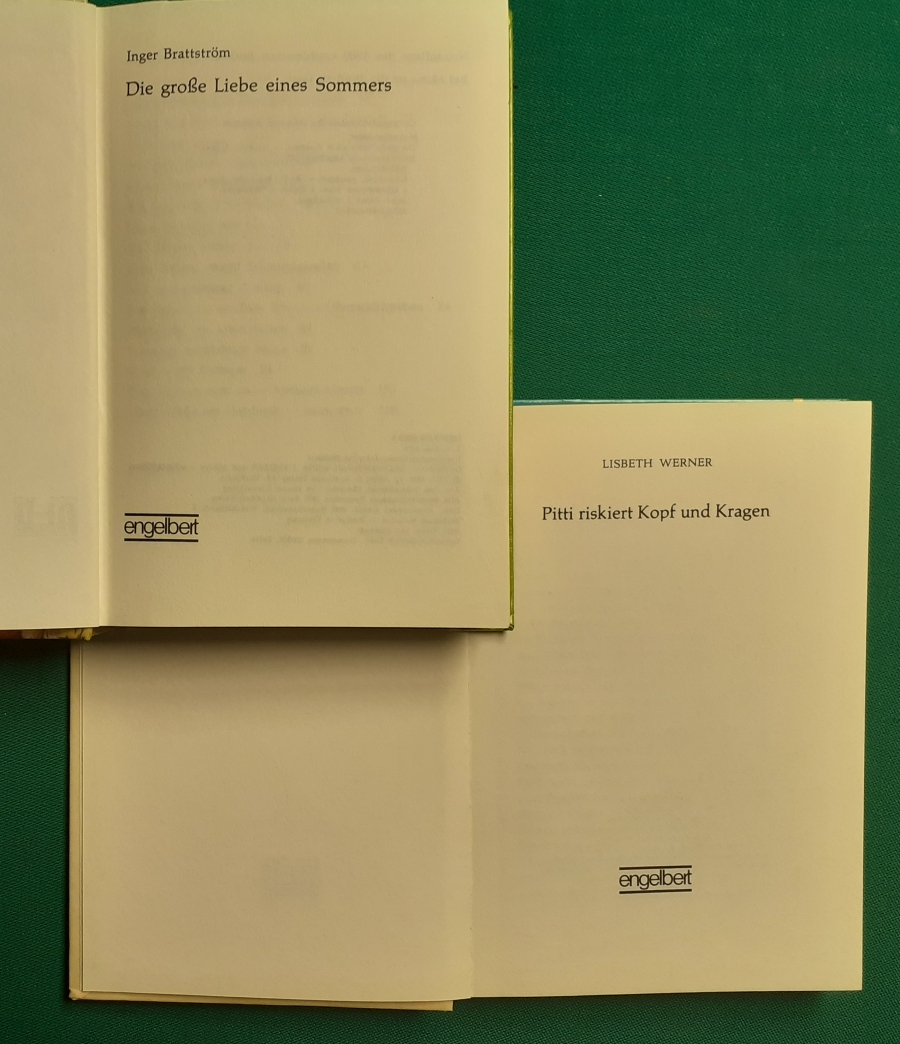 Inger Brattström
Die große Liebe eines Sommers
engelbert
LISBETH WERNER
Pitti riskiert Kopf und Kragen
engelbert